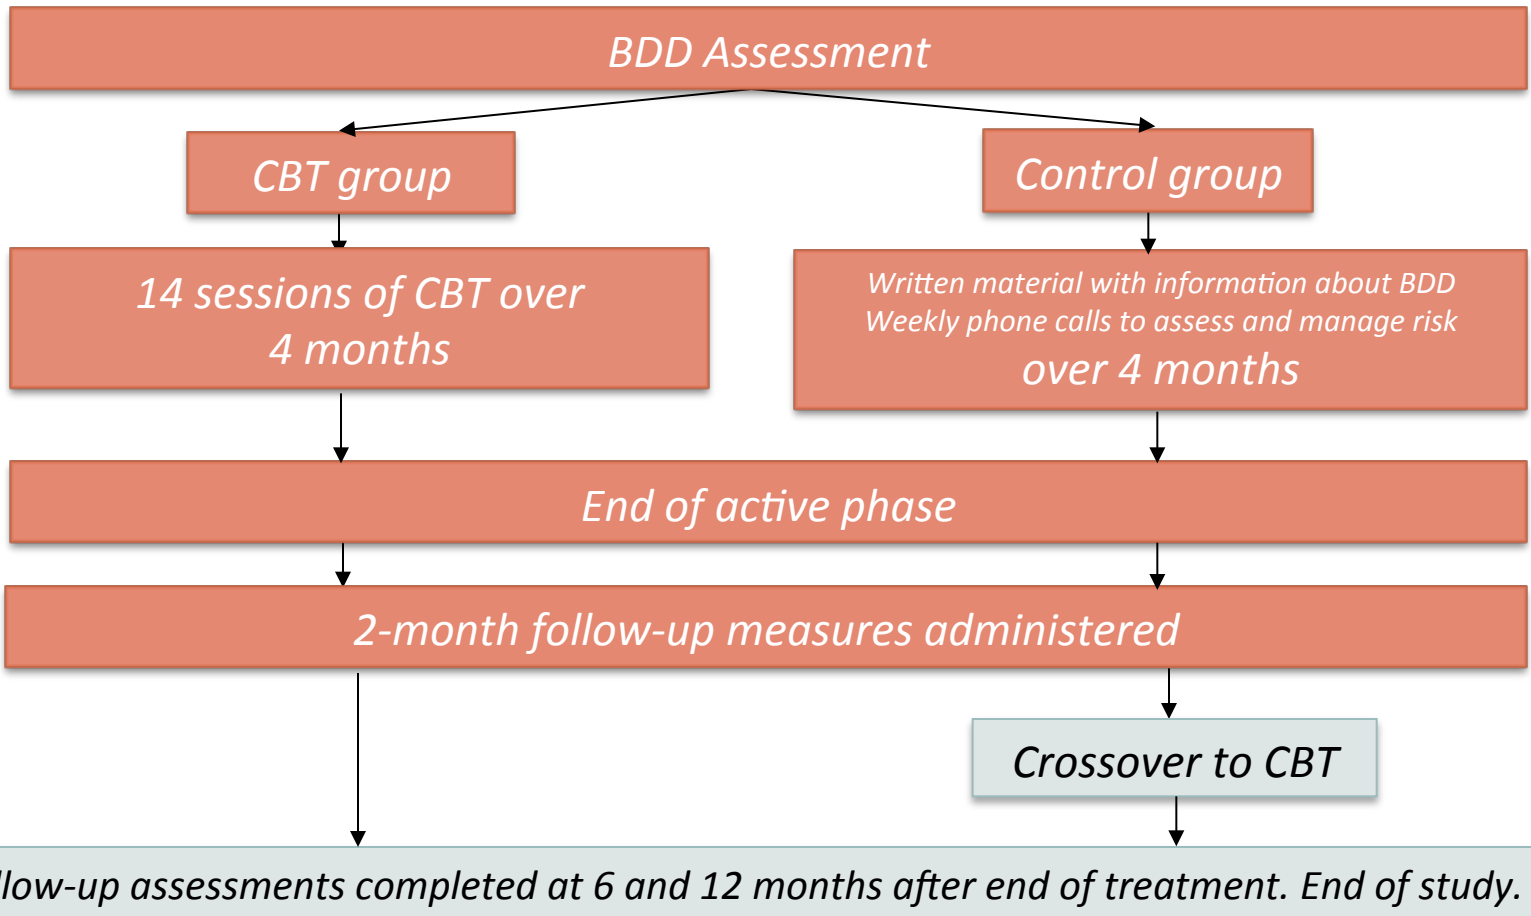 BDD Assessment
CBT group
Control group
14 sessions of CBT over
4 months
Written material with information about BDD
Weekly phone calls to assess and manage risk
over 4 months
End of active phase
2-month follow-up measures administered
Crossover to CBT
llow-up assessments completed at 6 and 12 months after end of treatment. End of study.